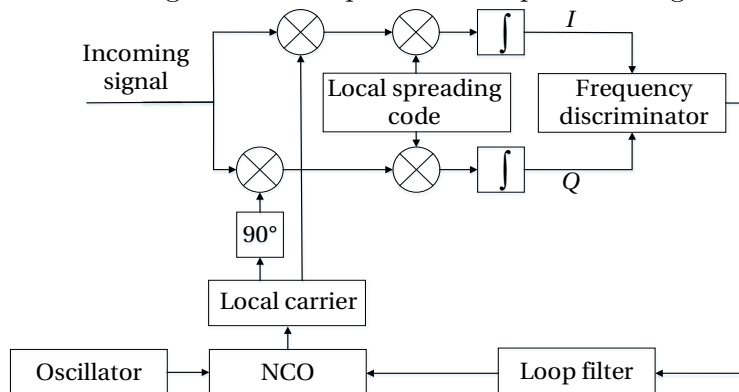 I
Incoming
signal
∫
Local spreading
code
Frequency
discriminator
∫
Q
90°
Local carrier
Oscillator
NCO
Loop filter